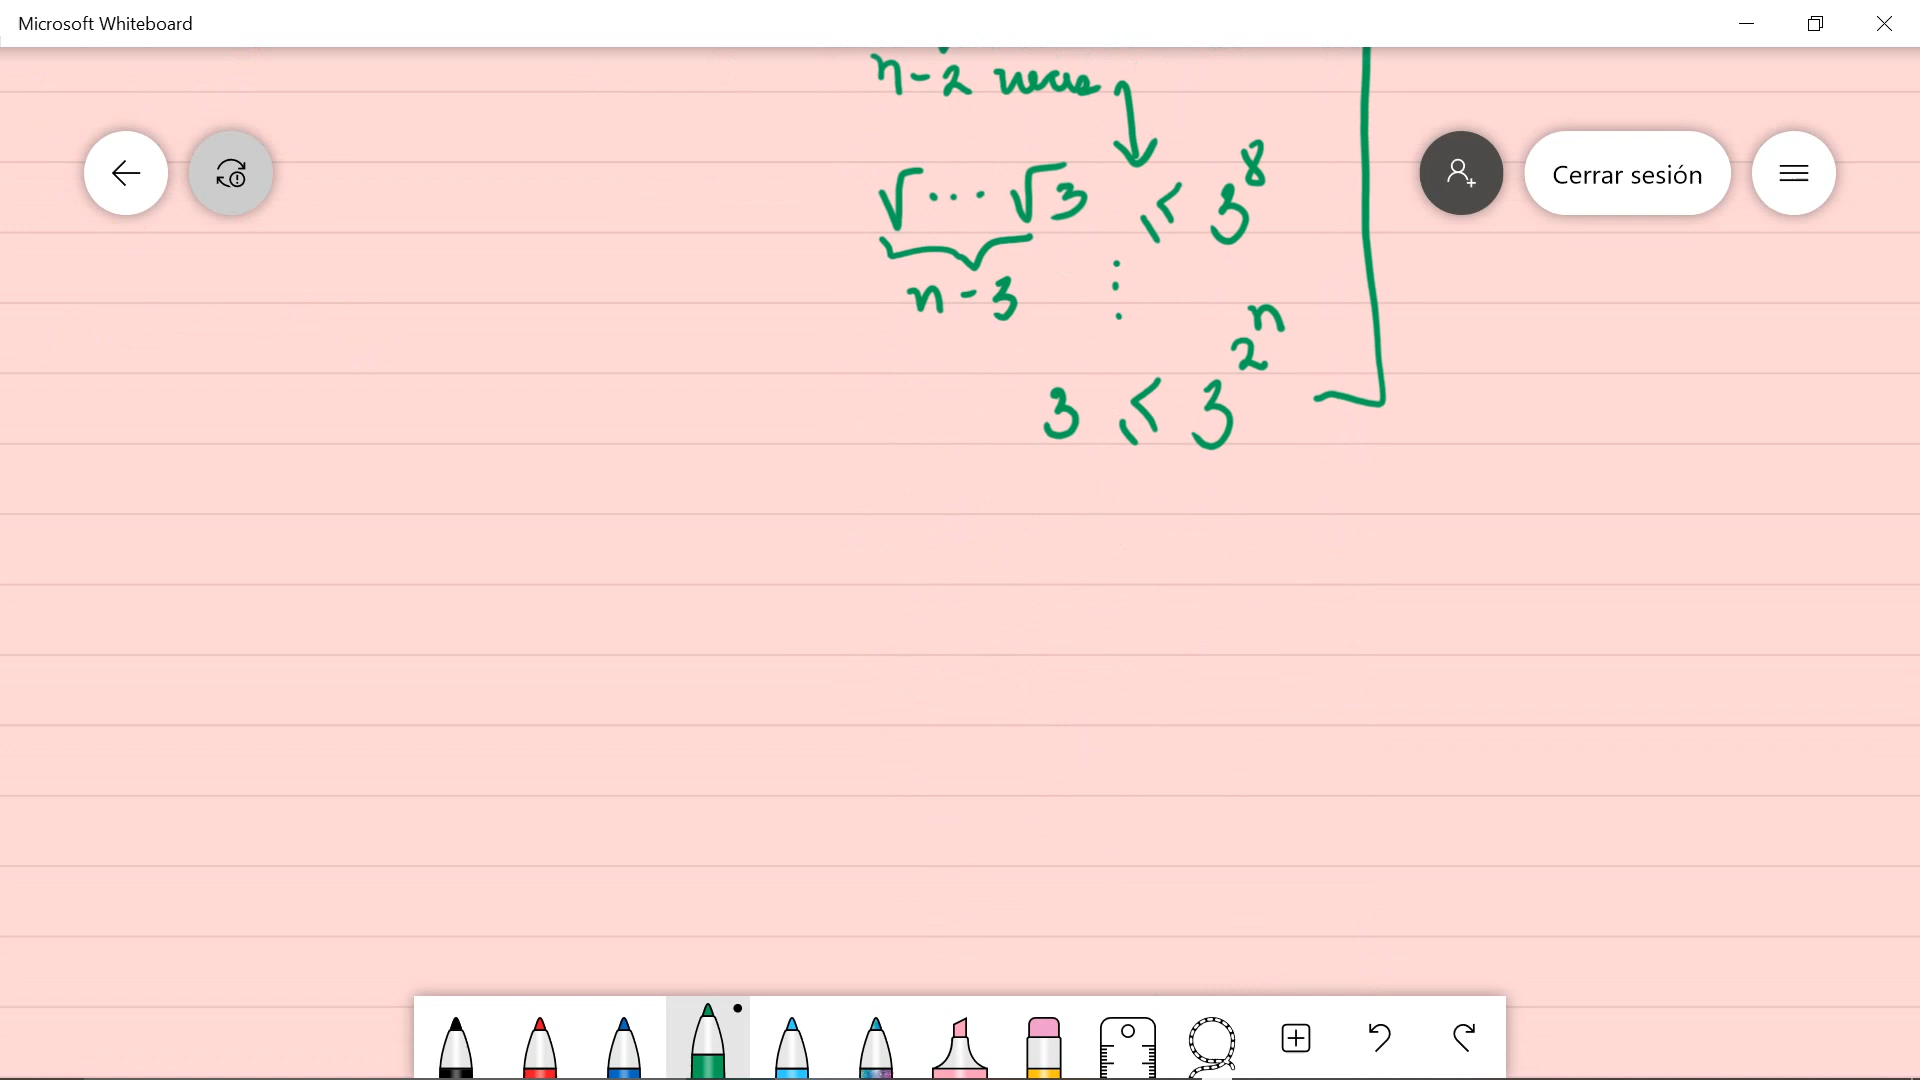 Microsoft Whiteboard
n-2 veces
Cerrar sesión
√···√3 ⩽ 3^8
n-3 ⋮
3 ⩽ 3^2^n